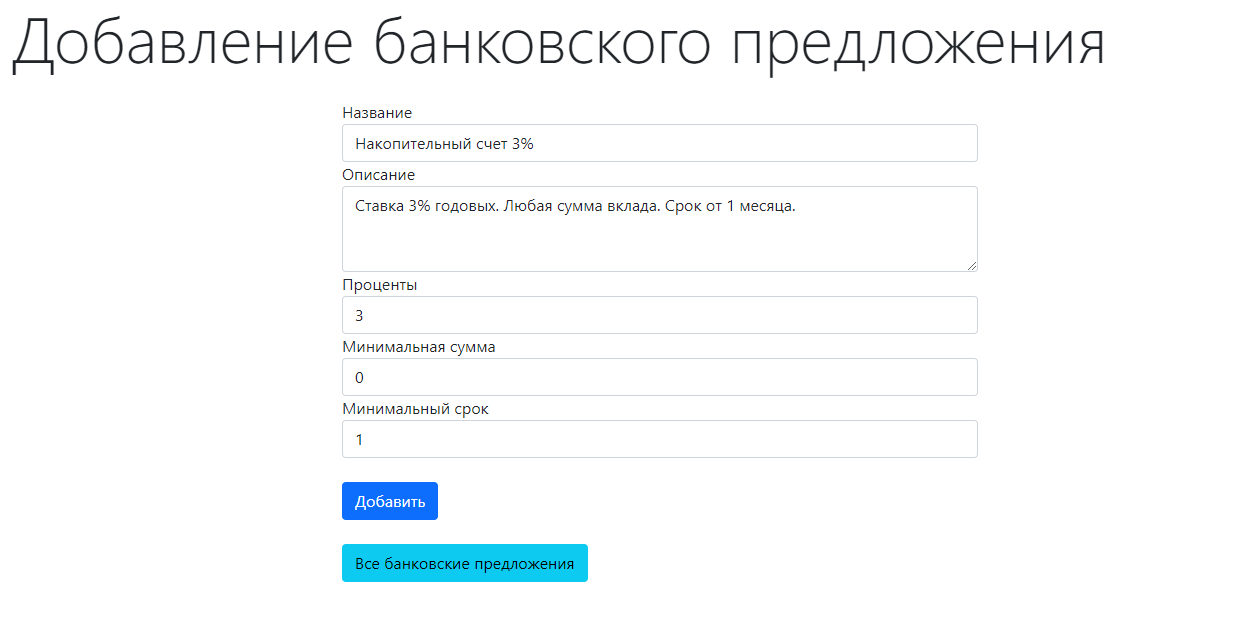 Добавление банковского предложения
Название
Накопительный счет 3%
Описание
Ставка 3% годовых. Любая сумма вклада. Срок от 1 месяца.
Проценты
3
Минимальная сумма
0
Минимальный срок
1
Добавить
Все банковские предложения